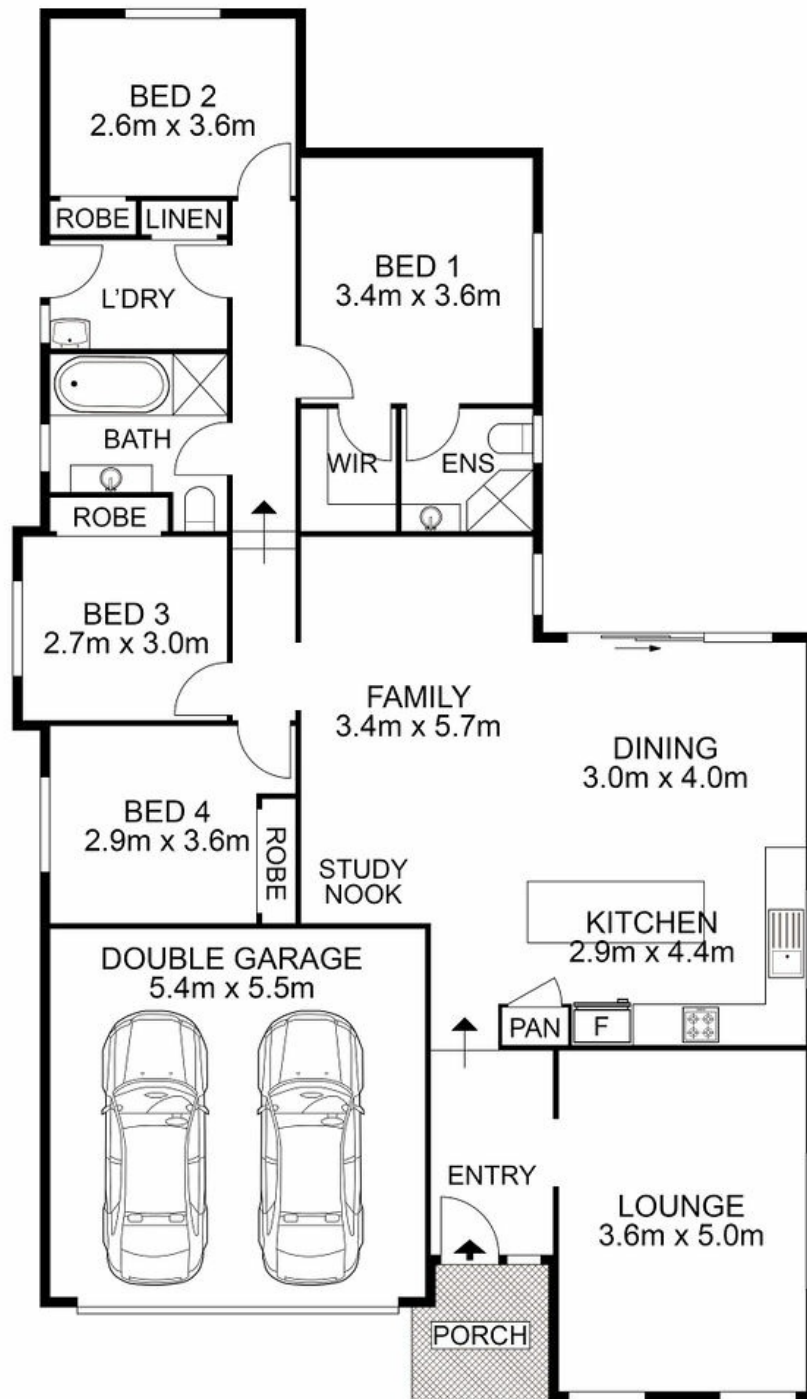 BED 2
2.6m x 3.6m
ROBE
LINEN
BED 1
3.4m x 3.6m
L'DRY
BATH
WIR
ENS
ROBE
BED 3
2.7m x 3.0m
FAMILY
3.4m x 5.7m
DINING
3.0m x 4.0m
BED 4
2.9m x 3.6m
ROBE
STUDY
NOOK
KITCHEN
2.9m x 4.4m
DOUBLE GARAGE
5.4m x 5.5m
PAN
F
ENTRY
LOUNGE
3.6m x 5.0m
PORCH